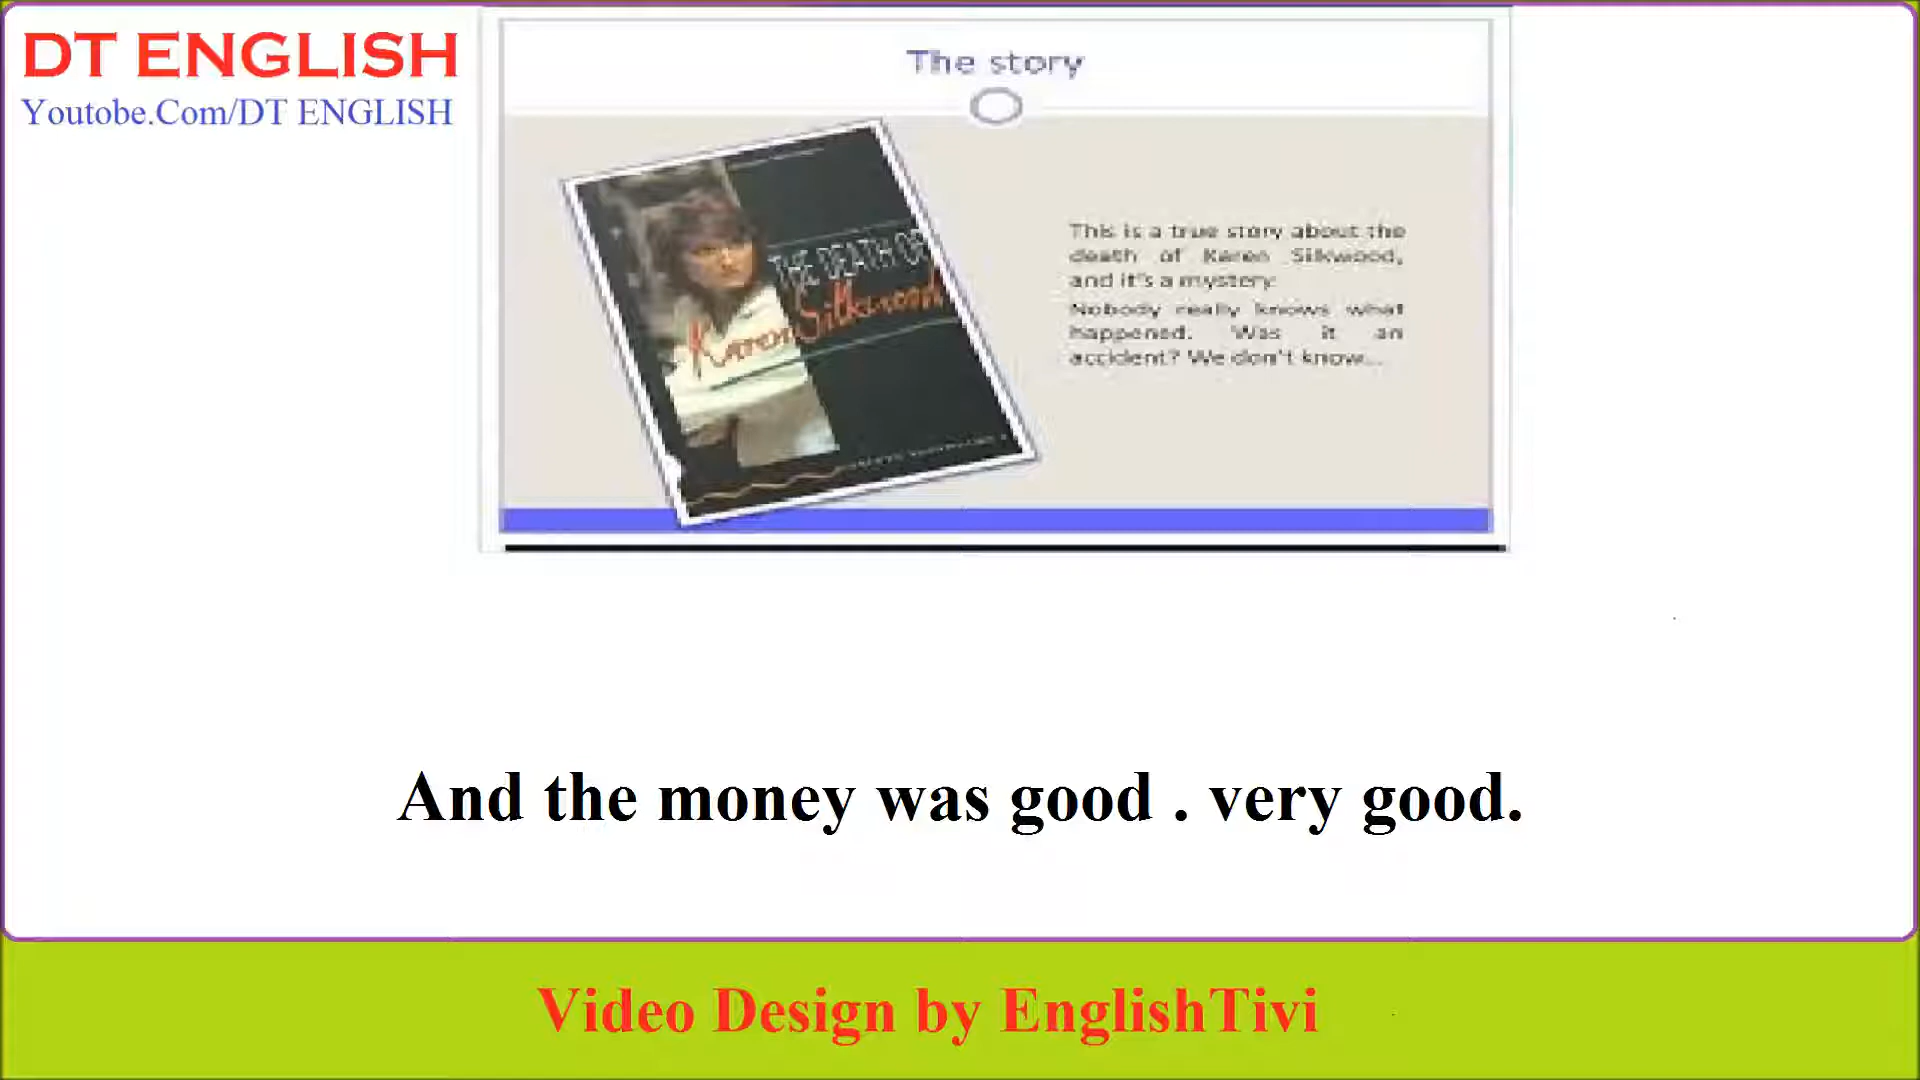 DT ENGLISH
Youtobe.Com/DT ENGLISH
The story
THE DEATH OF
Karen Silkwood
This is a true story about the
death of Karen Silkwood,
and it's a mystery
Nobody really knows what
happened. Was it an
accident? We don't know...
And the money was good . very good.
Video Design by EnglishTivi